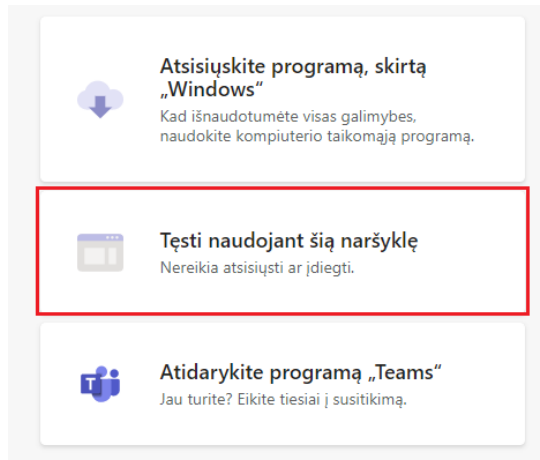 Atsisiųskite programą, skirtą
„Windows“
Kad išnaudotumėte visas galimybes,
naudokite kompiuterio taikomąją programą.
Tęsti naudojant šią naršyklę
Nereikia atsisiųsti ar įdiegti.
Atidarykite programą „Teams“
Jau turite? Eikite tiesiai į susitikimą.